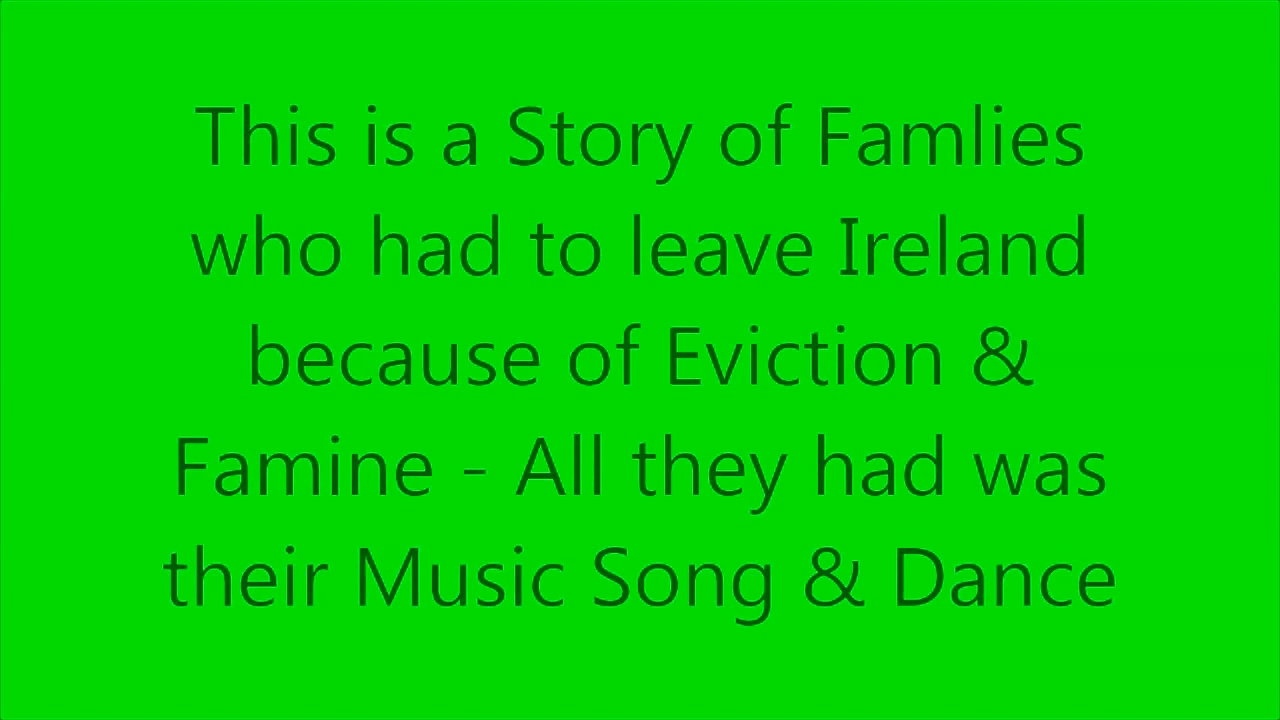 This is a Story of Famlies
who had to leave Ireland
because of Eviction &
Famine - All they had was
their Music Song & Dance